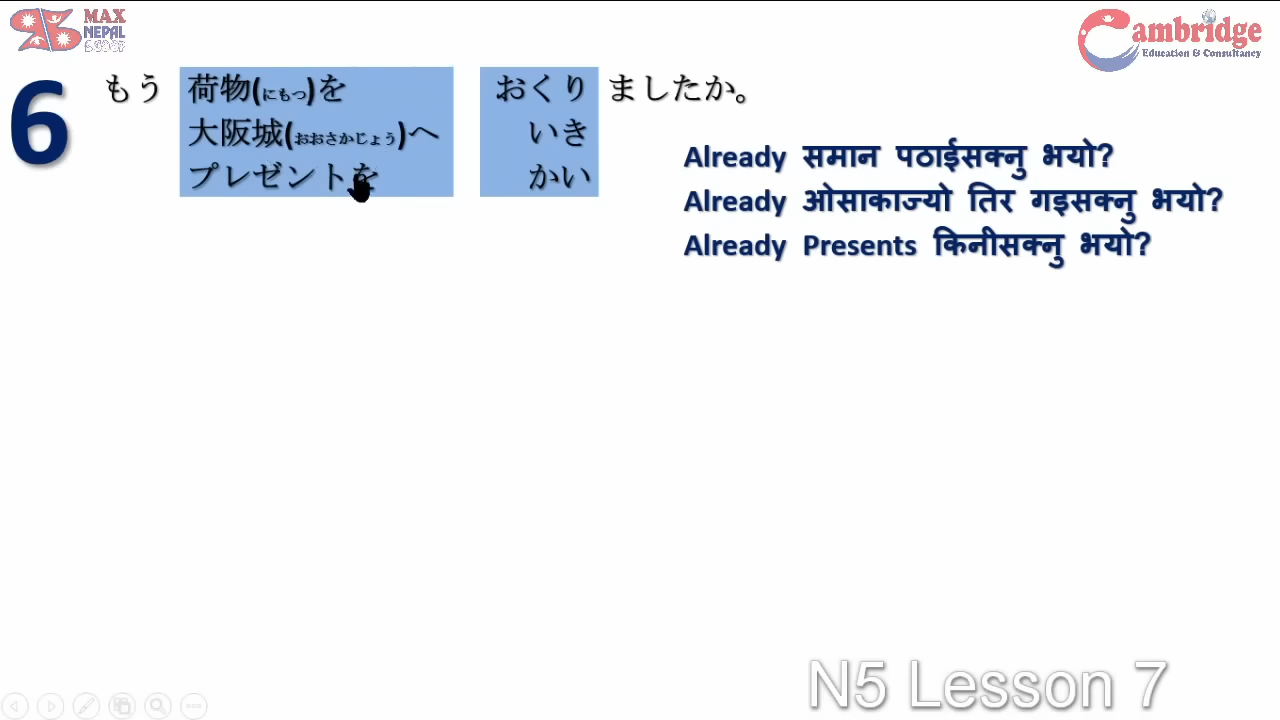 MAX
NEPAL
Cambridge
Education & Consultancy
6
もう 荷物(にもつ)を おくり ましたか。
大阪城(おおさかじょう)へ いき
プレゼントを かい
Already समान पठाईसक्नु भयो?
Already ओसाकाज्यो तिर गइसक्नु भयो?
Already Presents किनीसक्नु भयो?
N5 Lesson 7